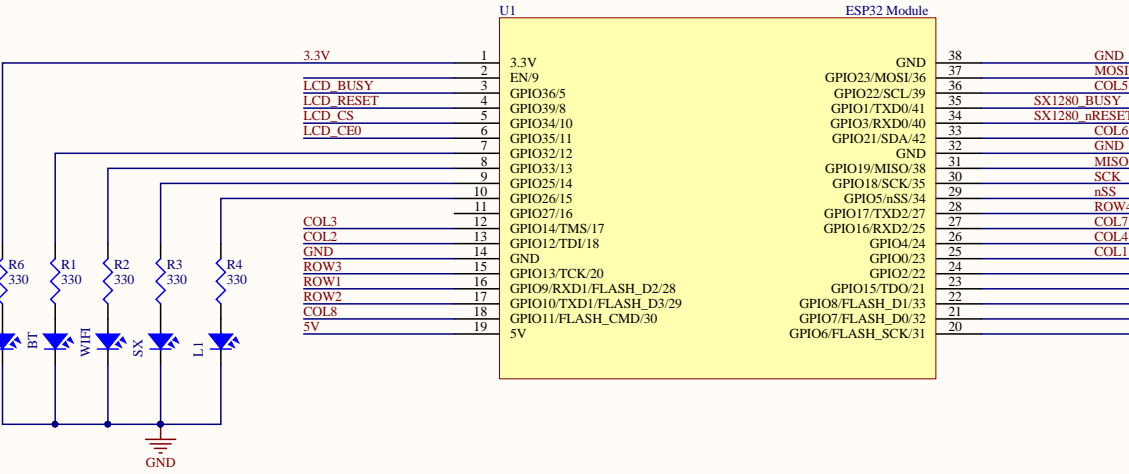 U1 ESP32 Module
3.3V 1 3.3V GND 38 GND
2 EN/9 GPIO23/MOSI/36 37 MOSI
LCD_BUSY 3 GPIO36/5 GPIO22/SCL/39 36 COL5
LCD_RESET 4 GPIO39/8 GPIO1/TXD0/41 35 SX1280_BUSY
LCD_CS 5 GPIO34/10 GPIO3/RXD0/40 34 SX1280_nRESET
LCD_CE0 6 GPIO35/11 GPIO21/SDA/42 33 COL6
7 GPIO32/12 GND 32 GND
8 GPIO33/13 GPIO19/MISO/38 31 MISO
9 GPIO25/14 GPIO18/SCK/35 30 SCK
10 GPIO26/15 GPIO5/nSS/34 29 nSS
11 GPIO27/16 GPIO17/TXD2/27 28 ROW4
COL3 12 GPIO14/TMS/17 GPIO16/RXD2/25 27 COL7
COL2 13 GPIO12/TDI/18 GPIO4/24 26 COL4
GND 14 GND GPIO0/23 25 COL1
ROW3 15 GPIO13/TCK/20 GPIO2/22 24
ROW1 16 GPIO9/RXD1/FLASH_D2/28 GPIO15/TDO/21 23
ROW2 17 GPIO10/TXD1/FLASH_D3/29 GPIO8/FLASH_D1/33 22
COL8 18 GPIO11/FLASH_CMD/30 GPIO7/FLASH_D0/32 21
5V 19 5V GPIO6/FLASH_SCK/31 20
R6 R1 R2 R3 R4
330 330 330 330 330
BT WIFI SX L1
GND